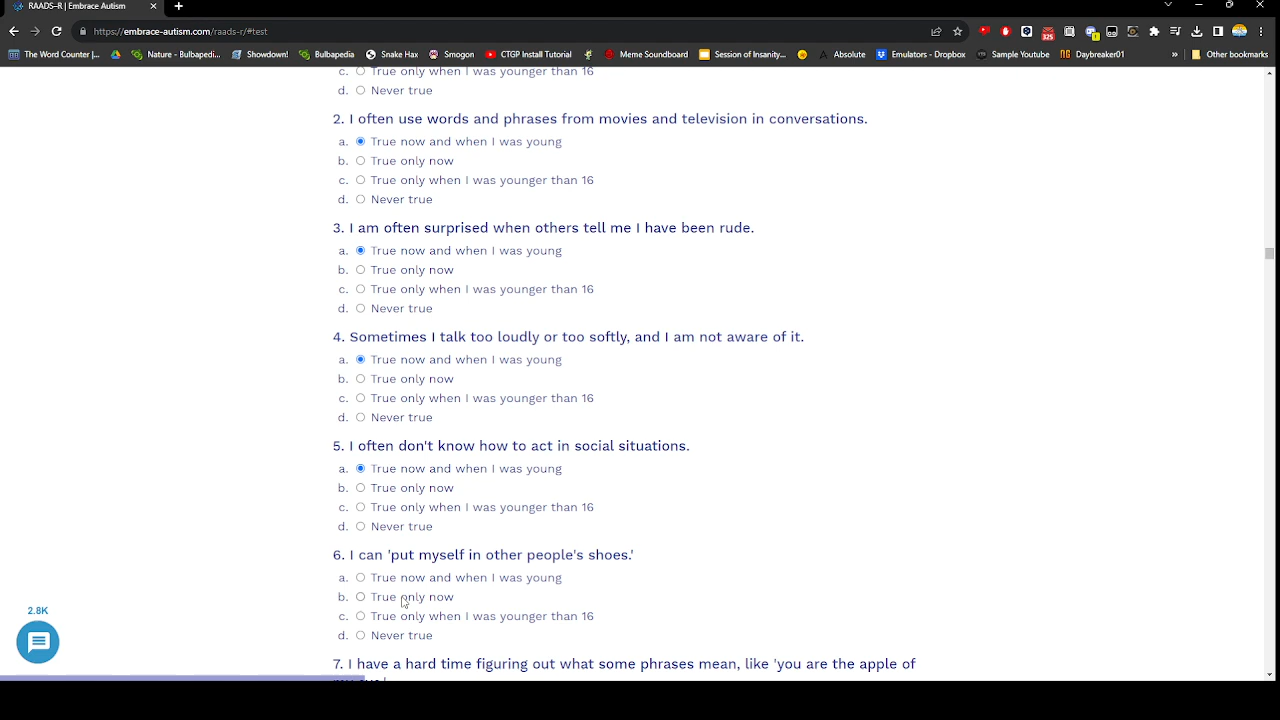 RAADS-R | Embrace Autism
https://embrace-autism.com/raads-r/#test
325
The Word Counter |...
Nature - Bulbapedi...
Showdown!
Bulbapedia
Snake Hax
Smogon
CTGP Install Tutorial
Meme Soundboard
Session of Insanity...
Absolute
Emulators - Dropbox
Sample Youtube
Daybreaker01
»
Other bookmarks
c. True only when I was younger than 16
d. Never true
2. I often use words and phrases from movies and television in conversations.
a. True now and when I was young
b. True only now
c. True only when I was younger than 16
d. Never true
3. I am often surprised when others tell me I have been rude.
a. True now and when I was young
b. True only now
c. True only when I was younger than 16
d. Never true
4. Sometimes I talk too loudly or too softly, and I am not aware of it.
a. True now and when I was young
b. True only now
c. True only when I was younger than 16
d. Never true
5. I often don't know how to act in social situations.
a. True now and when I was young
b. True only now
c. True only when I was younger than 16
d. Never true
6. I can 'put myself in other people's shoes.'
a. True now and when I was young
b. True only now
c. True only when I was younger than 16
d. Never true
2.8K
7. I have a hard time figuring out what some phrases mean, like 'you are the apple of